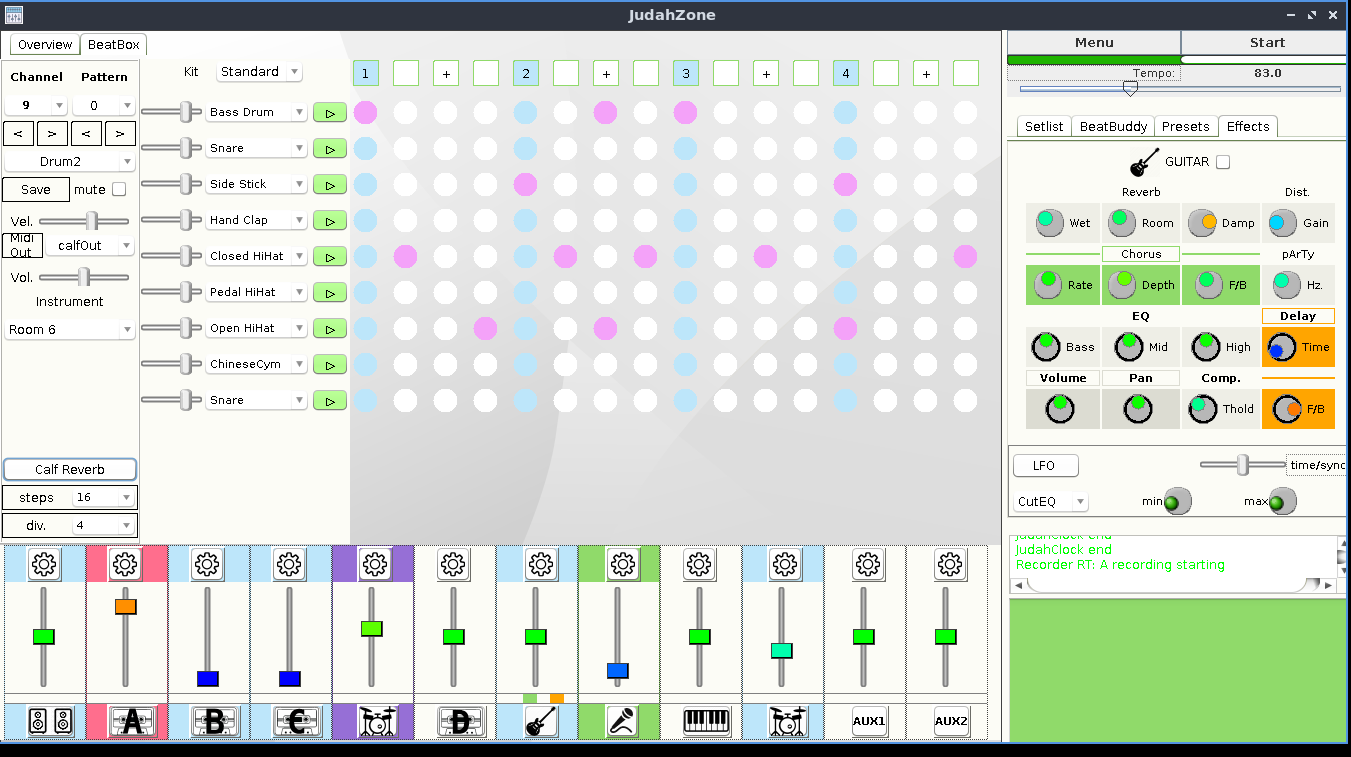 JudahZone
Overview BeatBox
Menu Start
Tempo: 83.0
Channel Pattern
9 0
< > < >
Drum2
Save mute
Vel.
Midi Out calfOut
Vol.
Instrument
Room 6
Calf Reverb
steps 16
div. 4
Kit Standard
1 + 2 + 3 + 4 +
Bass Drum
Snare
Side Stick
Hand Clap
Closed HiHat
Pedal HiHat
Open HiHat
ChineseCym
Snare
Setlist BeatBuddy Presets Effects
GUITAR
Reverb Dist.
Wet Room Damp Gain
Chorus pArTy
Rate Depth F/B Hz.
EQ Delay
Bass Mid High Time
Volume Pan Comp.
Thold F/B
LFO time/sync
CutEQ min max
JudahClock end
JudahClock end
Recorder RT: A recording starting
A B C D AUX1 AUX2